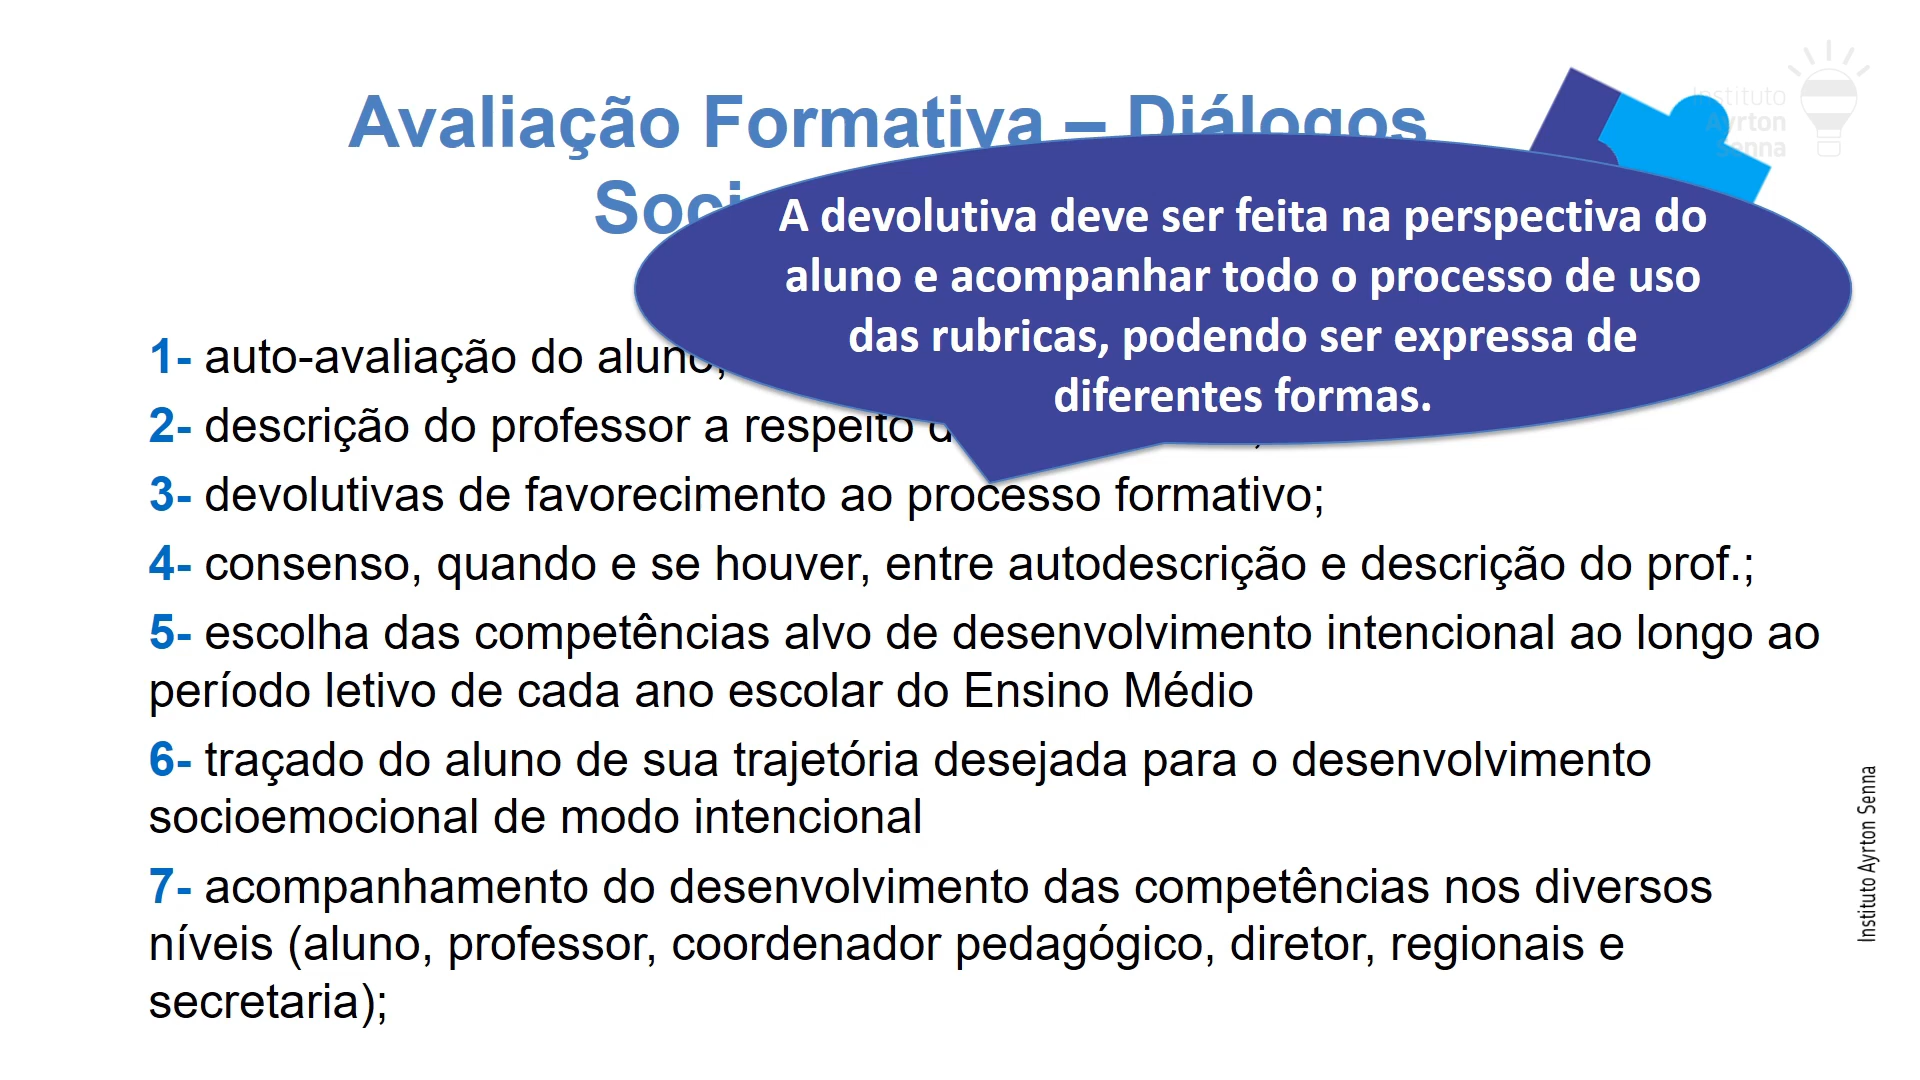 Avaliação Formativa – Diálogos
Instituto
Ayrton
Senna
A devolutiva deve ser feita na perspectiva do
aluno e acompanhar todo o processo de uso
das rubricas, podendo ser expressa de
diferentes formas.
1- auto-avaliação do aluno;
2- descrição do professor a respeito
3- devolutivas de favorecimento ao processo formativo;
4- consenso, quando e se houver, entre autodescrição e descrição do prof.;
5- escolha das competências alvo de desenvolvimento intencional ao longo ao
período letivo de cada ano escolar do Ensino Médio
6- traçado do aluno de sua trajetória desejada para o desenvolvimento
socioemocional de modo intencional
7- acompanhamento do desenvolvimento das competências nos diversos
níveis (aluno, professor, coordenador pedagógico, diretor, regionais e
secretaria);
Instituto Ayrton Senna